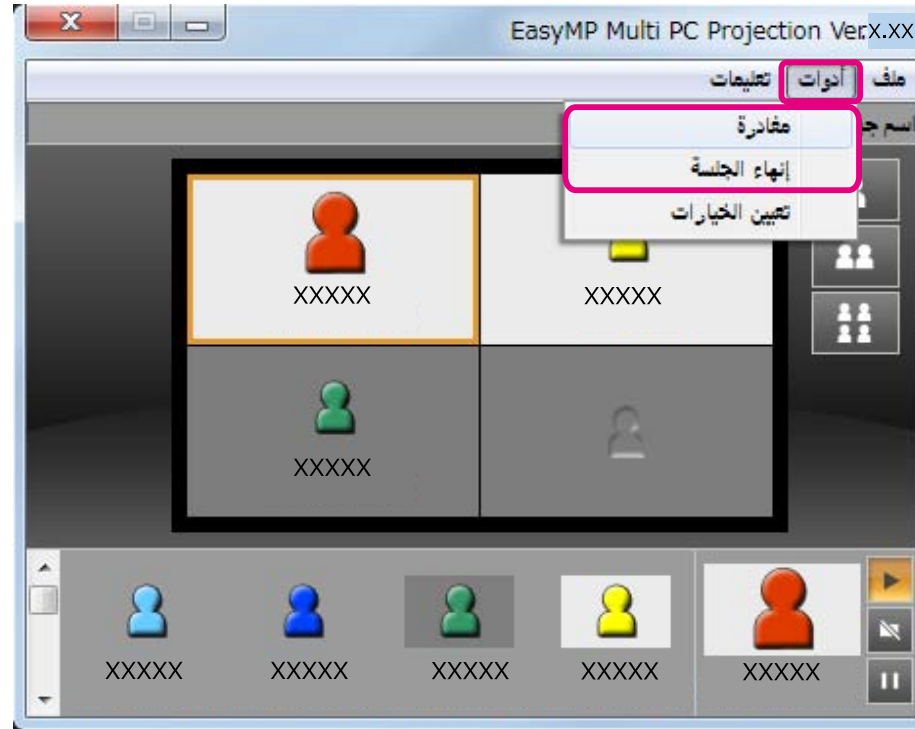 EasyMP Multi PC Projection Ver.X.XX
ملف أدوات تعليمات
اسم جـ
مغادرة
إنهاء الجلسة
تعيين الخيارات
XXXXX
XXXXX
XXXXX
XXXXX
XXXXX
XXXXX
XXXXX
XXXXX